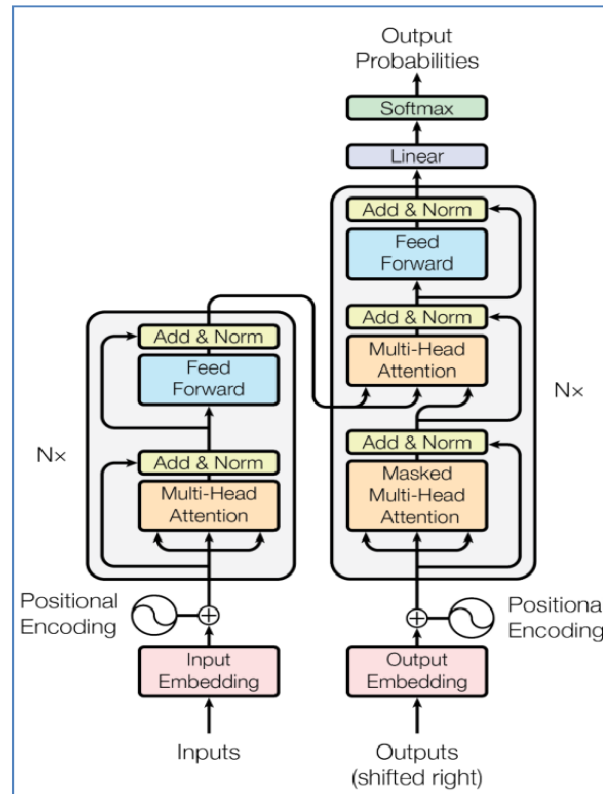 Output
Probabilities
Softmax
Linear
Add & Norm
Feed
Forward
Add & Norm
Multi-Head
Attention
Add & Norm
Masked
Multi-Head
Attention
Nx
Add & Norm
Feed
Forward
Add & Norm
Multi-Head
Attention
Nx
Positional
Encoding
Positional
Encoding
Input
Embedding
Output
Embedding
Inputs
Outputs
(shifted right)